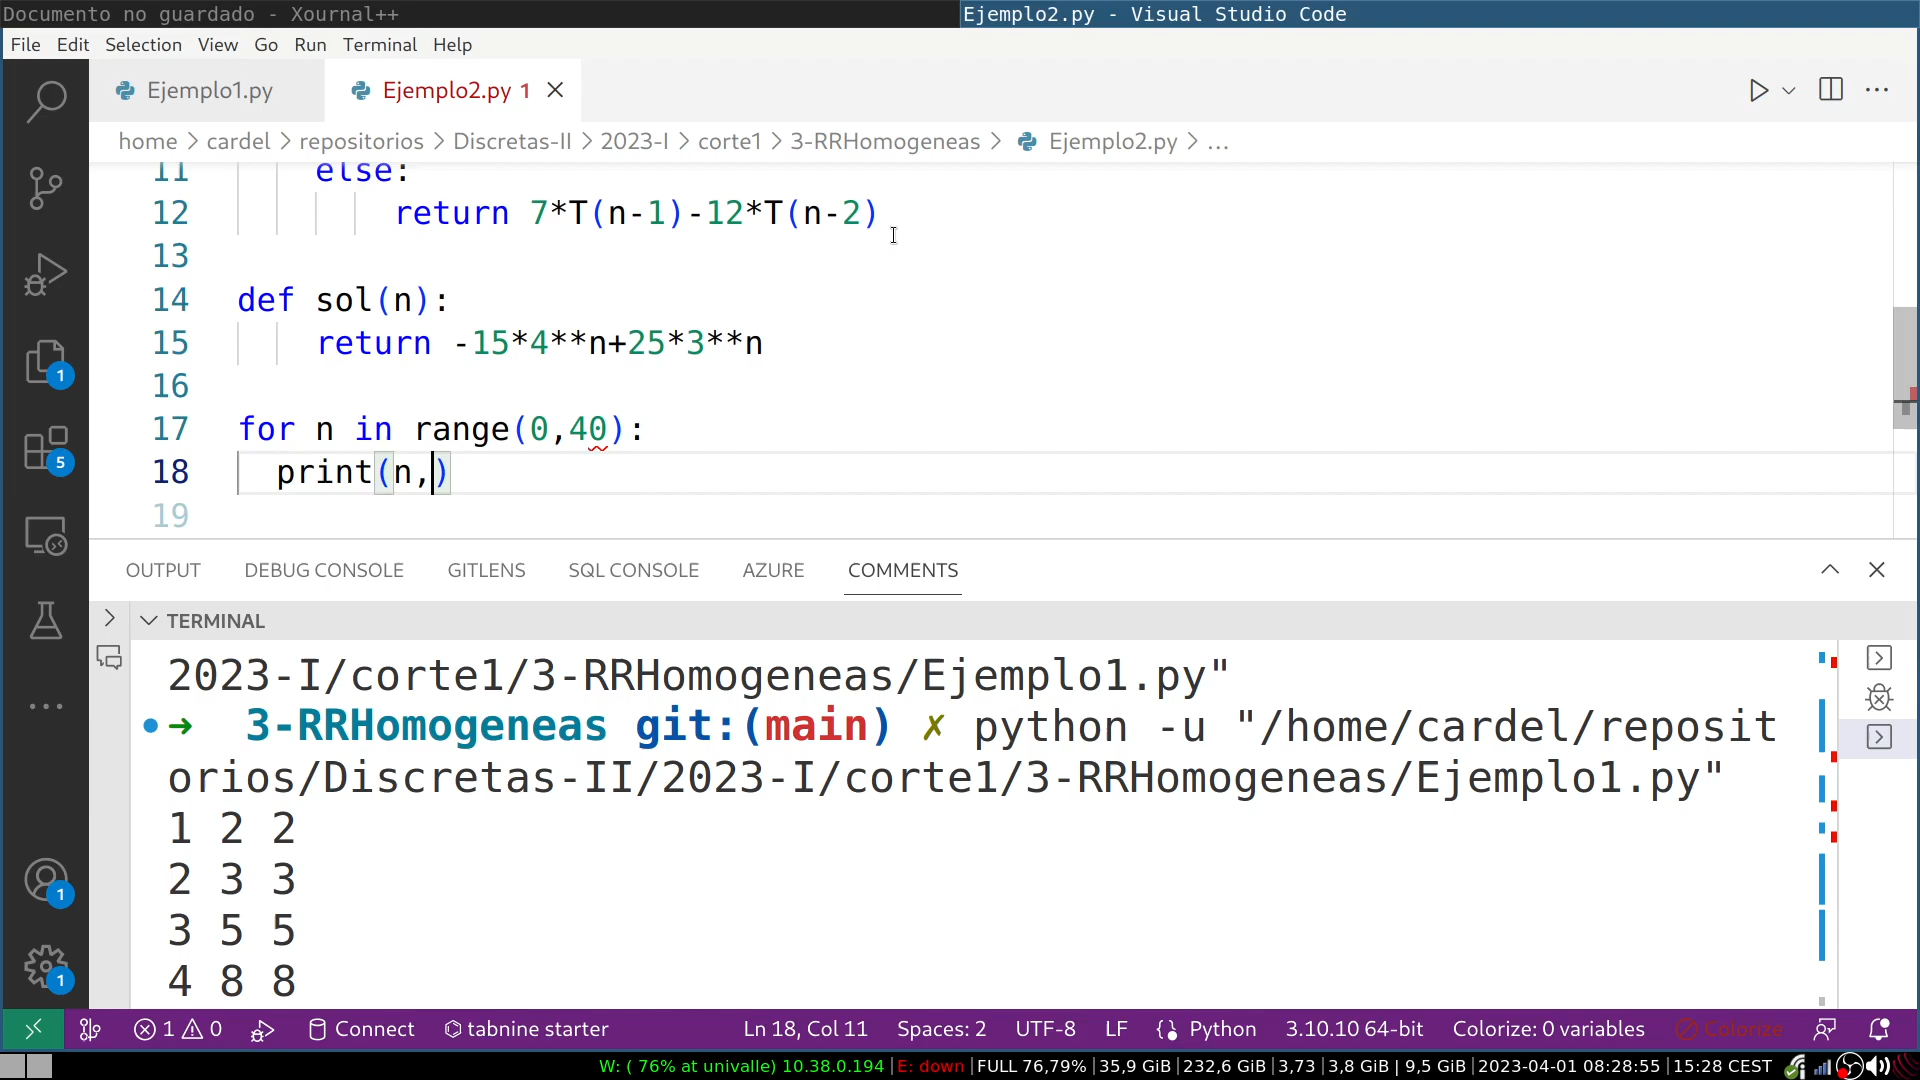 Documento no guardado - Xournal++
Ejemplo2.py - Visual Studio Code
File Edit Selection View Go Run Terminal Help
Ejemplo1.py
Ejemplo2.py 1
home > cardel > repositorios > Discretas-II > 2023-I > corte1 > 3-RRHomogeneas > Ejemplo2.py > ...
11 else:
12 return 7*T(n-1)-12*T(n-2)
13
14 def sol(n):
15 return -15*4**n+25*3**n
16
17 for n in range(0,40):
18 print(n,)
19
OUTPUT DEBUG CONSOLE GITLENS SQL CONSOLE AZURE COMMENTS
TERMINAL
2023-I/corte1/3-RRHomogeneas/Ejemplo1.py"
➜ 3-RRHomogeneas git:(main) ✗ python -u "/home/cardel/reposit
orios/Discretas-II/2023-I/corte1/3-RRHomogeneas/Ejemplo1.py"
1 2 2
2 3 3
3 5 5
4 8 8
1
5
1
1
1 0 Connect tabnine starter Ln 18, Col 11 Spaces: 2 UTF-8 LF Python 3.10.10 64-bit Colorize: 0 variables Colorize
W: ( 76% at univalle) 10.38.0.194 |E: down|FULL 76,79% |35,9 GiB|232,6 GiB|3,73 |3,8 GiB | 9,5 GiB|2023-04-01 08:28:55|15:28 CEST